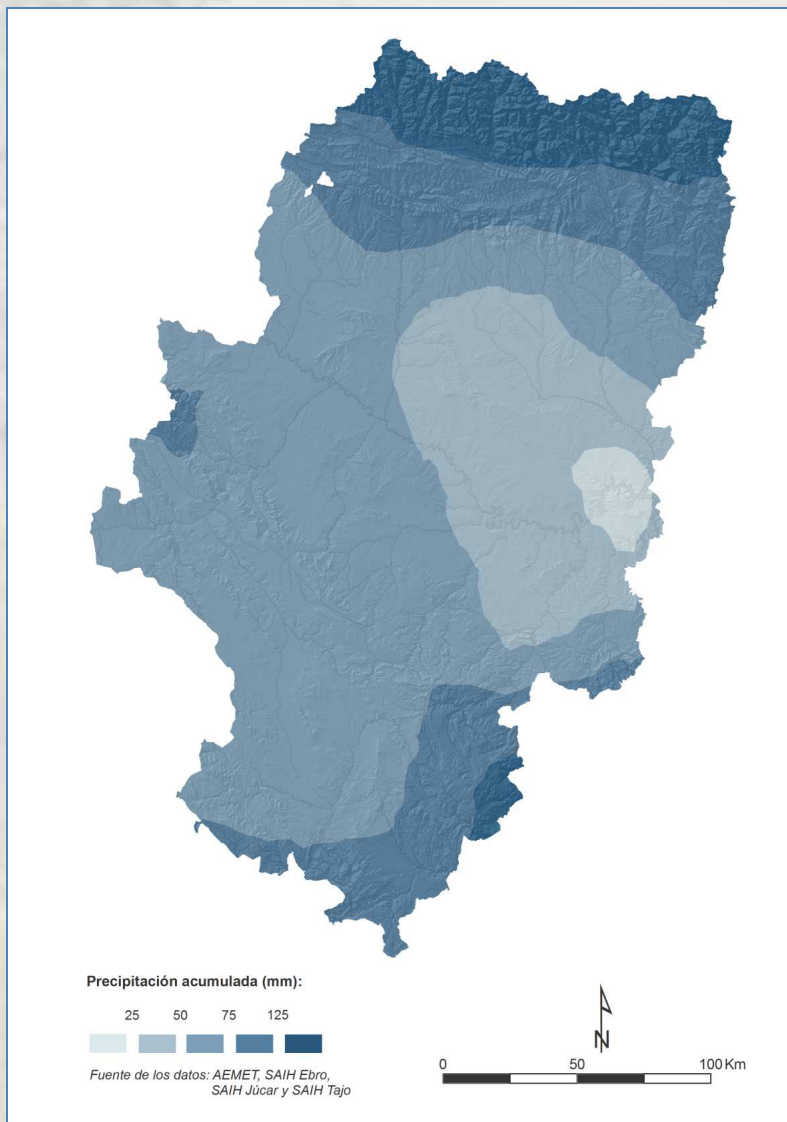 Precipitación acumulada (mm):
25 50 75 125
Fuente de los datos: AEMET, SAIH Ebro,
SAIH Júcar y SAIH Tajo
N
0 50 100 Km